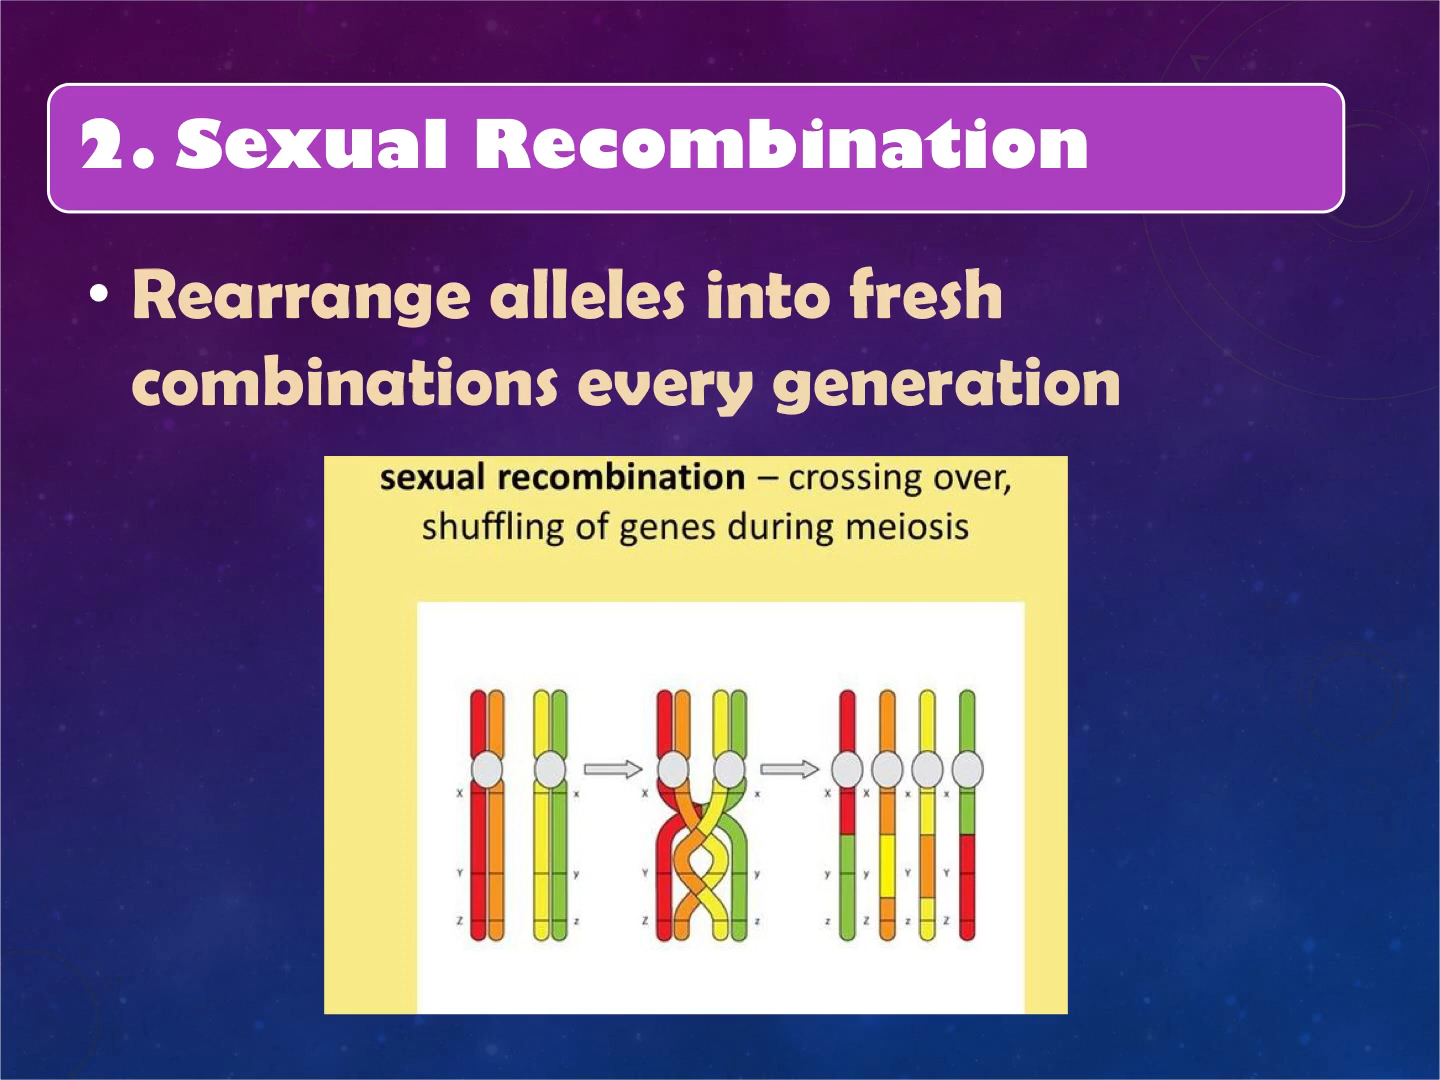 2. Sexual Recombination
• Rearrange alleles into fresh
combinations every generation
sexual recombination – crossing over,
shuffling of genes during meiosis
X x X x X X x x
Y y Y y y y Y Y
Z z Z z z Z z Z